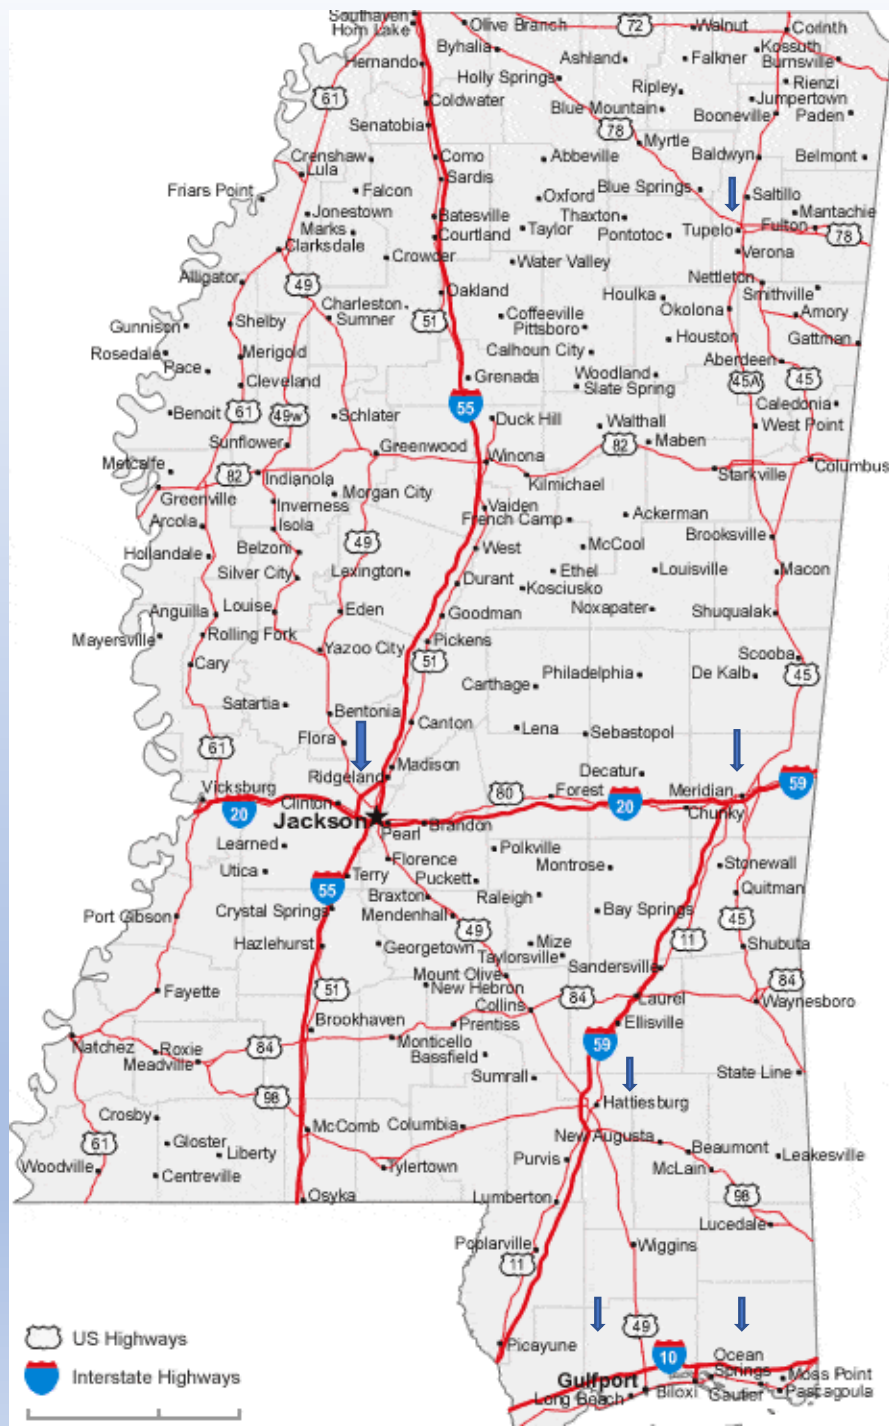 Southaven
Horn Lake
Olive Branch
72
Walnut
Corinth
Byhalia
Ashland
Falkner
Kossuth
Burnsville
Hernando
Holly Springs
Ripley
Rienzi
Jumpertown
61
Coldwater
Blue Mountain
Booneville
Paden
Senatobia
78
Myrtle
Crenshaw
Como
Abbeville
Baldwyn
Belmont
Lula
Sardis
Friars Point
Falcon
Oxford
Blue Springs
Saltillo
Jonestown
Batesville
Thaxton
Mantachie
Marks
Courtland
Taylor
Pontotoc
Tupelo
Fulton
78
Clarksdale
Crowder
Water Valley
Verona
Alligator
49
Oakland
Nettleton
Smithville
Charleston
Houlka
Sumner
51
Coffeeville
Okolona
Amory
Gunnison
Shelby
Pittsboro
Houston
Gattman
Rosedale
Merigold
Calhoun City
Aberdeen
Pace
Cleveland
Grenada
Woodland
Slate Spring
45A
45
Benoit
61
49W
Schlater
55
Duck Hill
Walthall
Caledonia
Sunflower
82
Maben
West Point
Metcalfe
82
Greenwood
Winona
Starkville
Columbus
Greenville
Indianola
Morgan City
Kilmichael
Inverness
Vaiden
Arcola
Isola
French Camp
Ackerman
Hollandale
Belzoni
49
West
McCool
Brooksville
Silver City
Lexington
Durant
Ethel
Louisville
Macon
Kosciusko
Anguilla
Louise
Eden
Goodman
Noxapater
Shuqualak
Mayersville
Rolling Fork
Yazoo City
Pickens
51
Scooba
Cary
Carthage
Philadelphia
De Kalb
45
Satartia
Bentonia
Canton
Lena
Sebastopol
61
Flora
Madison
Ridgeland
Decatur
Vicksburg
80
Forest
Meridian
59
20
Clinton
20
Chunky
Jackson
Pearl
Brandon
Learned
Florence
Polkville
Stonewall
Utica
55
Terry
Puckett
Montrose
Quitman
Braxton
Raleigh
Port Gibson
Crystal Springs
Mendenhall
Bay Springs
45
49
11
Hazlehurst
Georgetown
Mize
Shubuta
Taylorsville
Sandersville
Mount Olive
84
Fayette
51
New Hebron
Collins
84
Laurel
Waynesboro
Brookhaven
Prentiss
Ellisville
Natchez
Roxie
84
Monticello
59
Meadville
Bassfield
Sumrall
State Line
98
Crosby
Hattiesburg
McComb
Columbia
61
Gloster
New Augusta
Beaumont
Woodville
Liberty
Purvis
McLain
Leakesville
Centreville
Tylertown
98
Osyka
Lumberton
Lucedale
Poplarville
Wiggins
11
49
US Highways
Picayune
10
Ocean
Springs
Interstate Highways
Gulfport
Moss Point
Long Beach
Biloxi
Gautier
Pascagoula